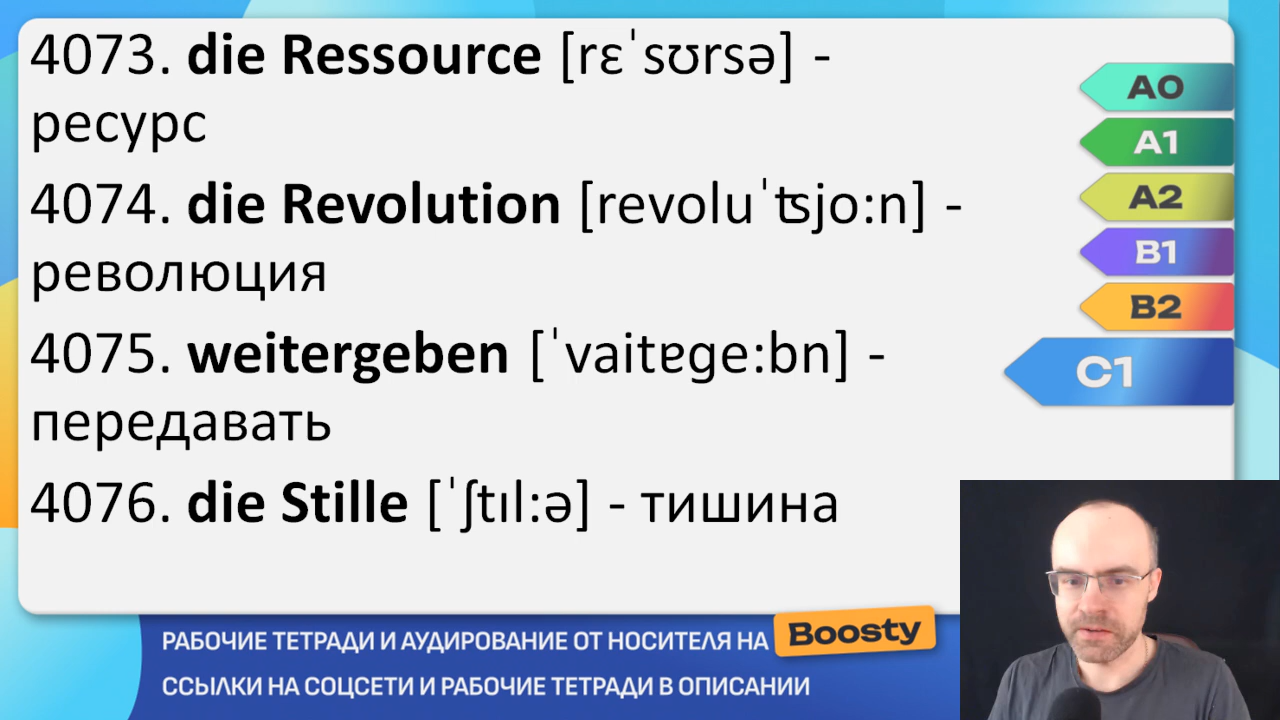 4073. die Ressource [rɛˈsʊrsə] -
ресурс
4074. die Revolution [revoluˈʦjo:n] -
революция
4075. weitergeben [ˈvaitɐge:bn] -
передавать
4076. die Stille [ˈʃtɪl:ə] - тишина
A0
A1
A2
B1
B2
C1
РАБОЧИЕ ТЕТРАДИ И АУДИРОВАНИЕ ОТ НОСИТЕЛЯ НА Boosty
ССЫЛКИ НА СОЦСЕТИ И РАБОЧИЕ ТЕТРАДИ В ОПИСАНИИ